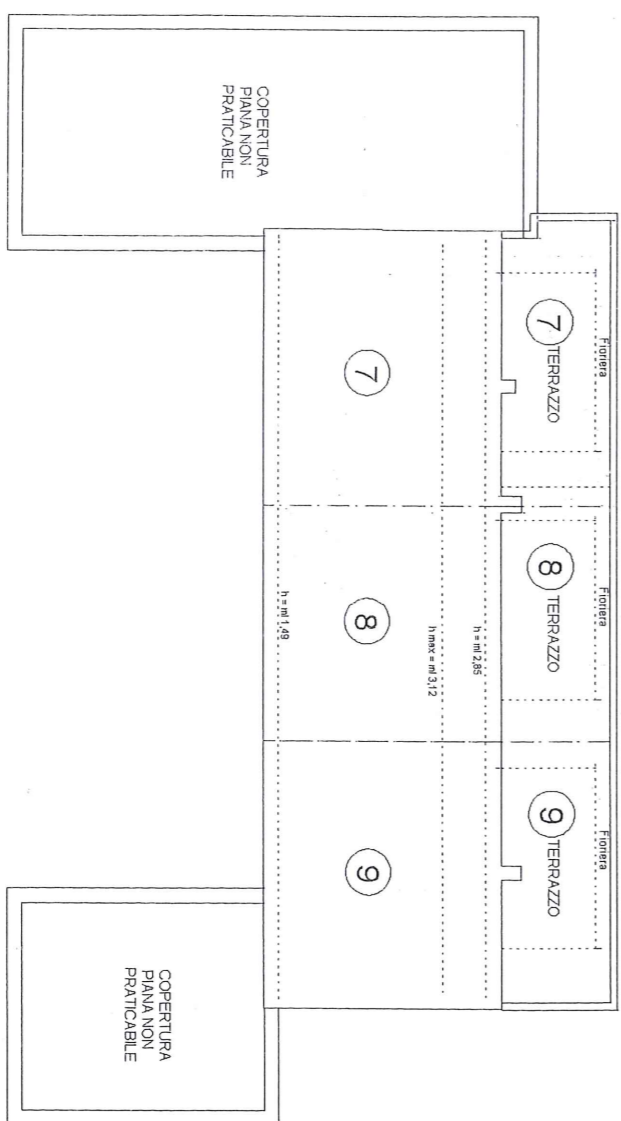 COPERTURA
PIANA NON
PRATICABILE
Fioriera
7 TERRAZZO
7
Fioriera
8 TERRAZZO
8
h = ml 2,85
h max = ml 3,12
h = ml 1,49
Fioriera
9 TERRAZZO
9
COPERTURA
PIANA NON
PRATICABILE